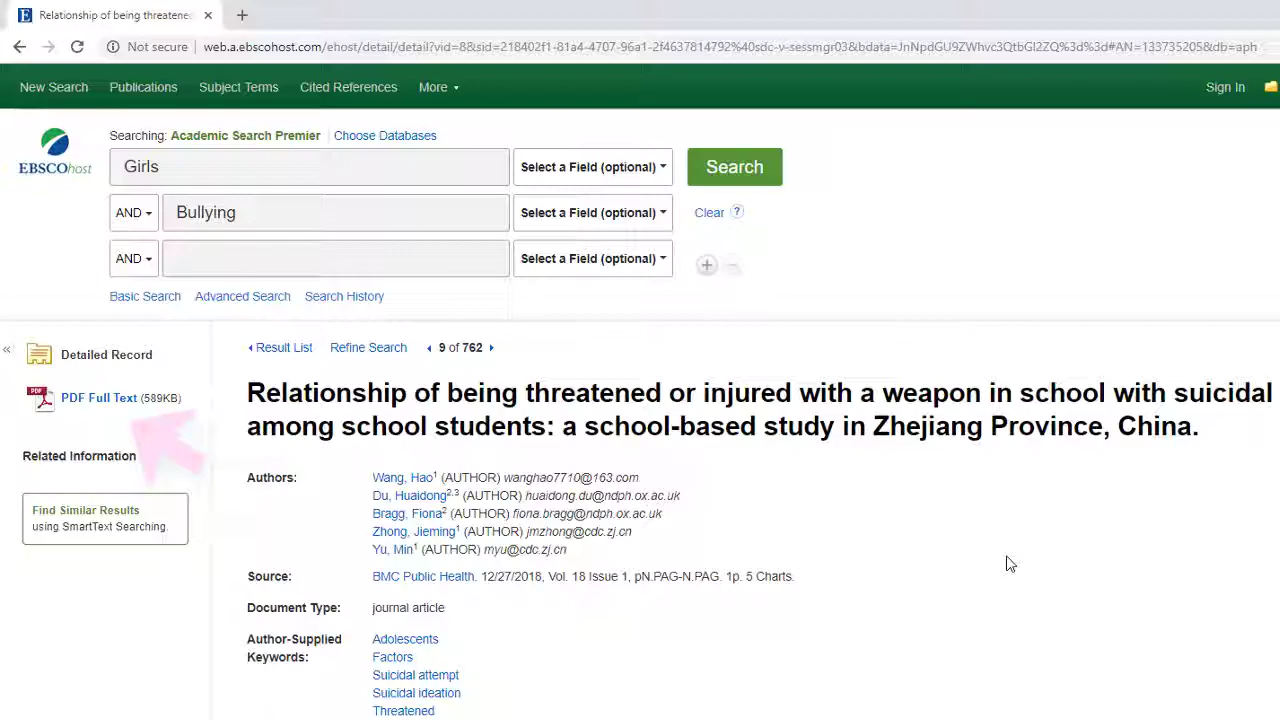 Relationship of being threatened
Not secure web.a.ebscohost.com/ehost/detail/detail?vid=8&sid=218402f1-81a4-4707-96a1-2f4637814792%40sdc-v-sessmgr03&bdata=JnNpdGU9ZWhvc3QtbGl2ZQ%3d%3d#AN=133735205&db=aph
New Search Publications Subject Terms Cited References More Sign In
Searching: Academic Search Premier Choose Databases
EBSCOhost
Girls Select a Field (optional) Search
AND Bullying Select a Field (optional) Clear ?
AND Select a Field (optional)
Basic Search Advanced Search Search History
« Detailed Record
Result List Refine Search 9 of 762
PDF PDF Full Text (589KB)
Related Information
Find Similar Results
using SmartText Searching.
Relationship of being threatened or injured with a weapon in school with suicidal
among school students: a school-based study in Zhejiang Province, China.
Authors: Wang, Hao1 (AUTHOR) wanghao7710@163.com
Du, Huaidong2,3 (AUTHOR) huaidong.du@ndph.ox.ac.uk
Bragg, Fiona2 (AUTHOR) fiona.bragg@ndph.ox.ac.uk
Zhong, Jieming1 (AUTHOR) jmzhong@cdc.zj.cn
Yu, Min1 (AUTHOR) myu@cdc.zj.cn
Source: BMC Public Health. 12/27/2018, Vol. 18 Issue 1, pN.PAG-N.PAG. 1p. 5 Charts.
Document Type: journal article
Author-Supplied Keywords: Adolescents
Factors
Suicidal attempt
Suicidal ideation
Threatened